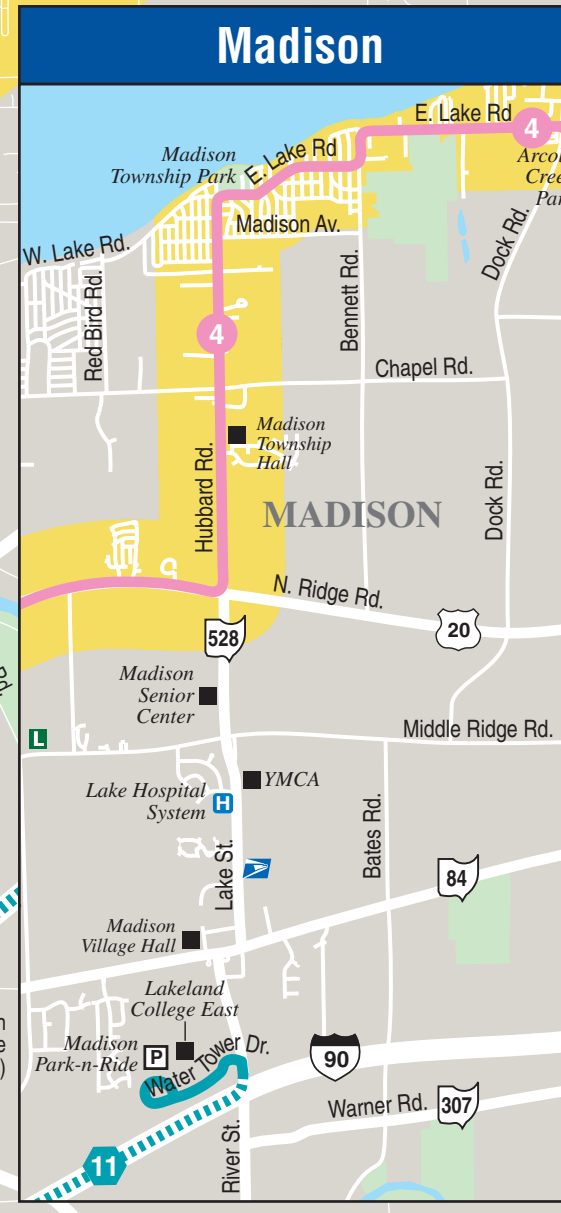 Madison
E. Lake Rd
4
Madison
Township Park
E. Lake Rd
Madison Av.
W. Lake Rd.
Dock Rd.
Red Bird Rd.
Bennett Rd.
4
Chapel Rd.
Madison
Township
Hall
Hubbard Rd.
MADISON
Dock Rd.
N. Ridge Rd.
20
528
Madison
Senior
Center
L
Middle Ridge Rd.
YMCA
Lake Hospital
System
H
Bates Rd.
Lake St.
84
Madison
Village Hall
Lakeland
College East
Madison
Park-n-Ride
P
Water Tower Dr.
90
Warner Rd.
307
11
River St.